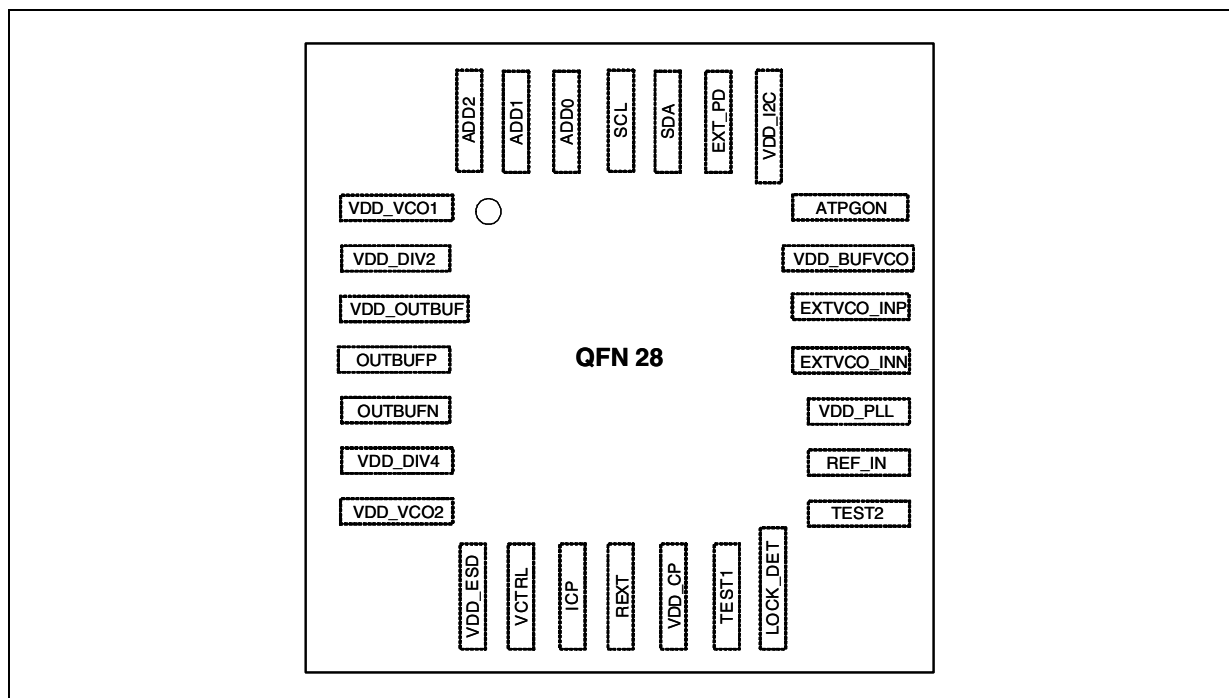 ADD2
ADD1
ADD0
SCL
SDA
EXT_PD
VDD_I2C
VDD_VCO1
VDD_DIV2
VDD_OUTBUF
OUTBUFP
OUTBUFN
VDD_DIV4
VDD_VCO2
QFN 28
ATPGON
VDD_BUFVCO
EXTVCO_INP
EXTVCO_INN
VDD_PLL
REF_IN
TEST2
VDD_ESD
VCTRL
ICP
REXT
VDD_CP
TEST1
LOCK_DET